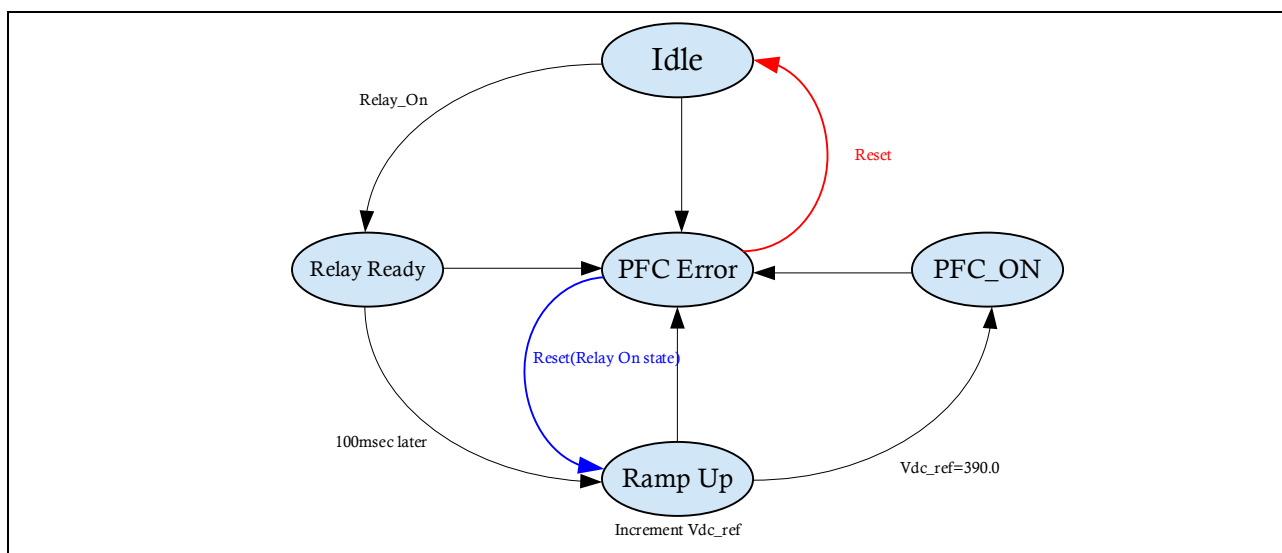 Idle
Relay_On
Reset
Relay Ready
PFC Error
PFC_ON
Reset(Relay On state)
100msec later
Vdc_ref=390.0
Ramp Up
Increment Vdc_ref